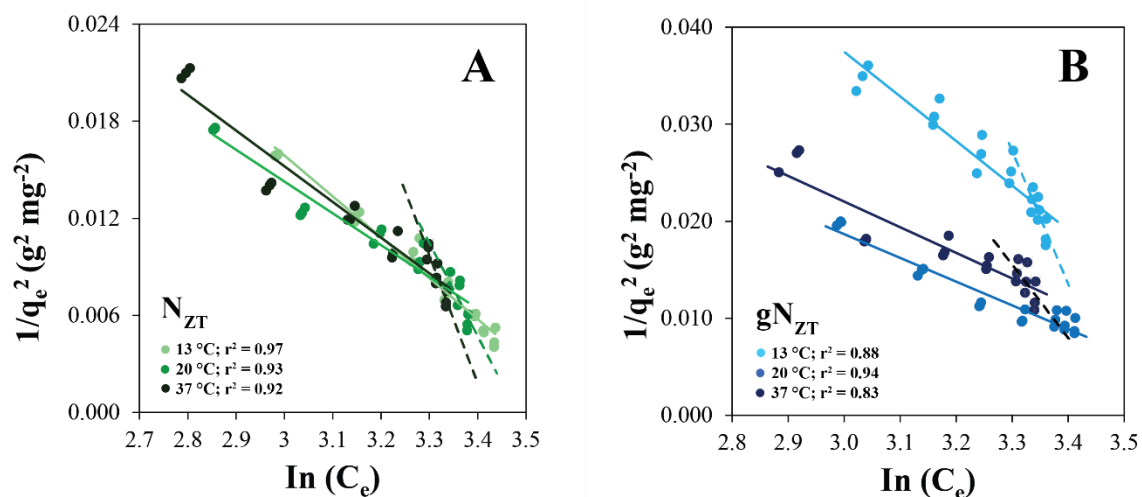 A
1/qe² (g² mg⁻²)
0.024
0.018
0.012
0.006
0.000
N_ZT
13 °C; r² = 0.97
20 °C; r² = 0.93
37 °C; r² = 0.92
2.7 2.8 2.9 3 3.1 3.2 3.3 3.4 3.5
In (Ce)
B
1/qe² (g² mg⁻²)
0.040
0.030
0.020
0.010
0.000
gN_ZT
13 °C; r² = 0.88
20 °C; r² = 0.94
37 °C; r² = 0.83
2.8 2.9 3.0 3.1 3.2 3.3 3.4 3.5
In (Ce)